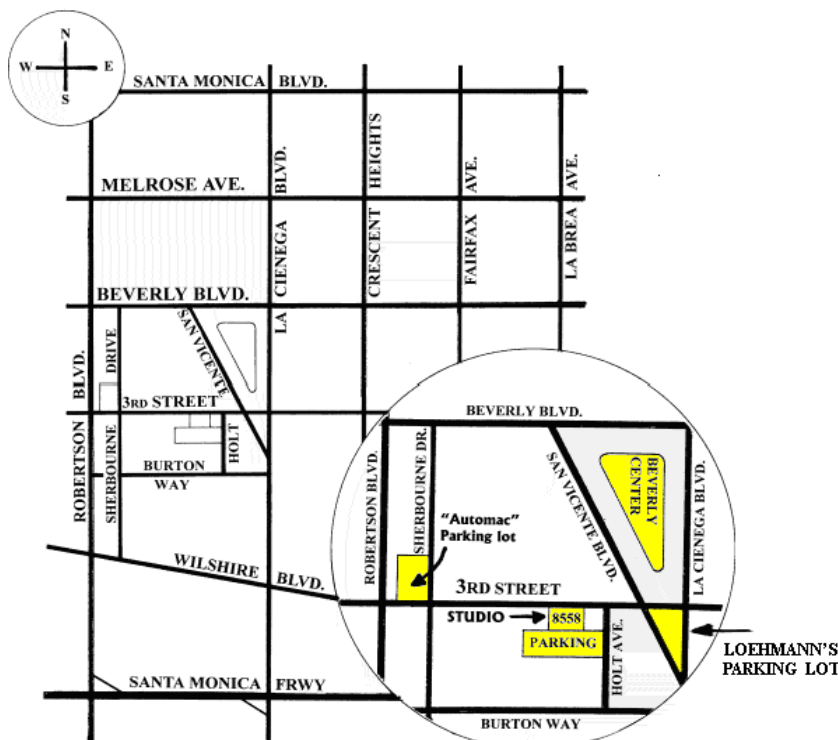 N
W E
S
SANTA MONICA BLVD.
MELROSE AVE.
BLVD.
HEIGHTS
AVE.
AVE.
LA CIENEGA
CRESCENT
FAIRFAX
LA BREA
BEVERLY BLVD.
DRIVE
SAN VICENTE
BLVD.
3RD STREET
ROBERTSON
SHERBOURNE
HOLT
BURTON
WAY
WILSHIRE BLVD.
SANTA MONICA FRWY
BEVERLY BLVD.
ROBERTSON BLVD.
SHERBOURNE DR.
SAN VICENTE BLVD.
BEVERLY
CENTER
LA CIENEGA BLVD.
"Automac"
Parking lot
3RD STREET
STUDIO
8558
PARKING
HOLT AVE.
LOEHMANN'S
PARKING LOT
BURTON WAY